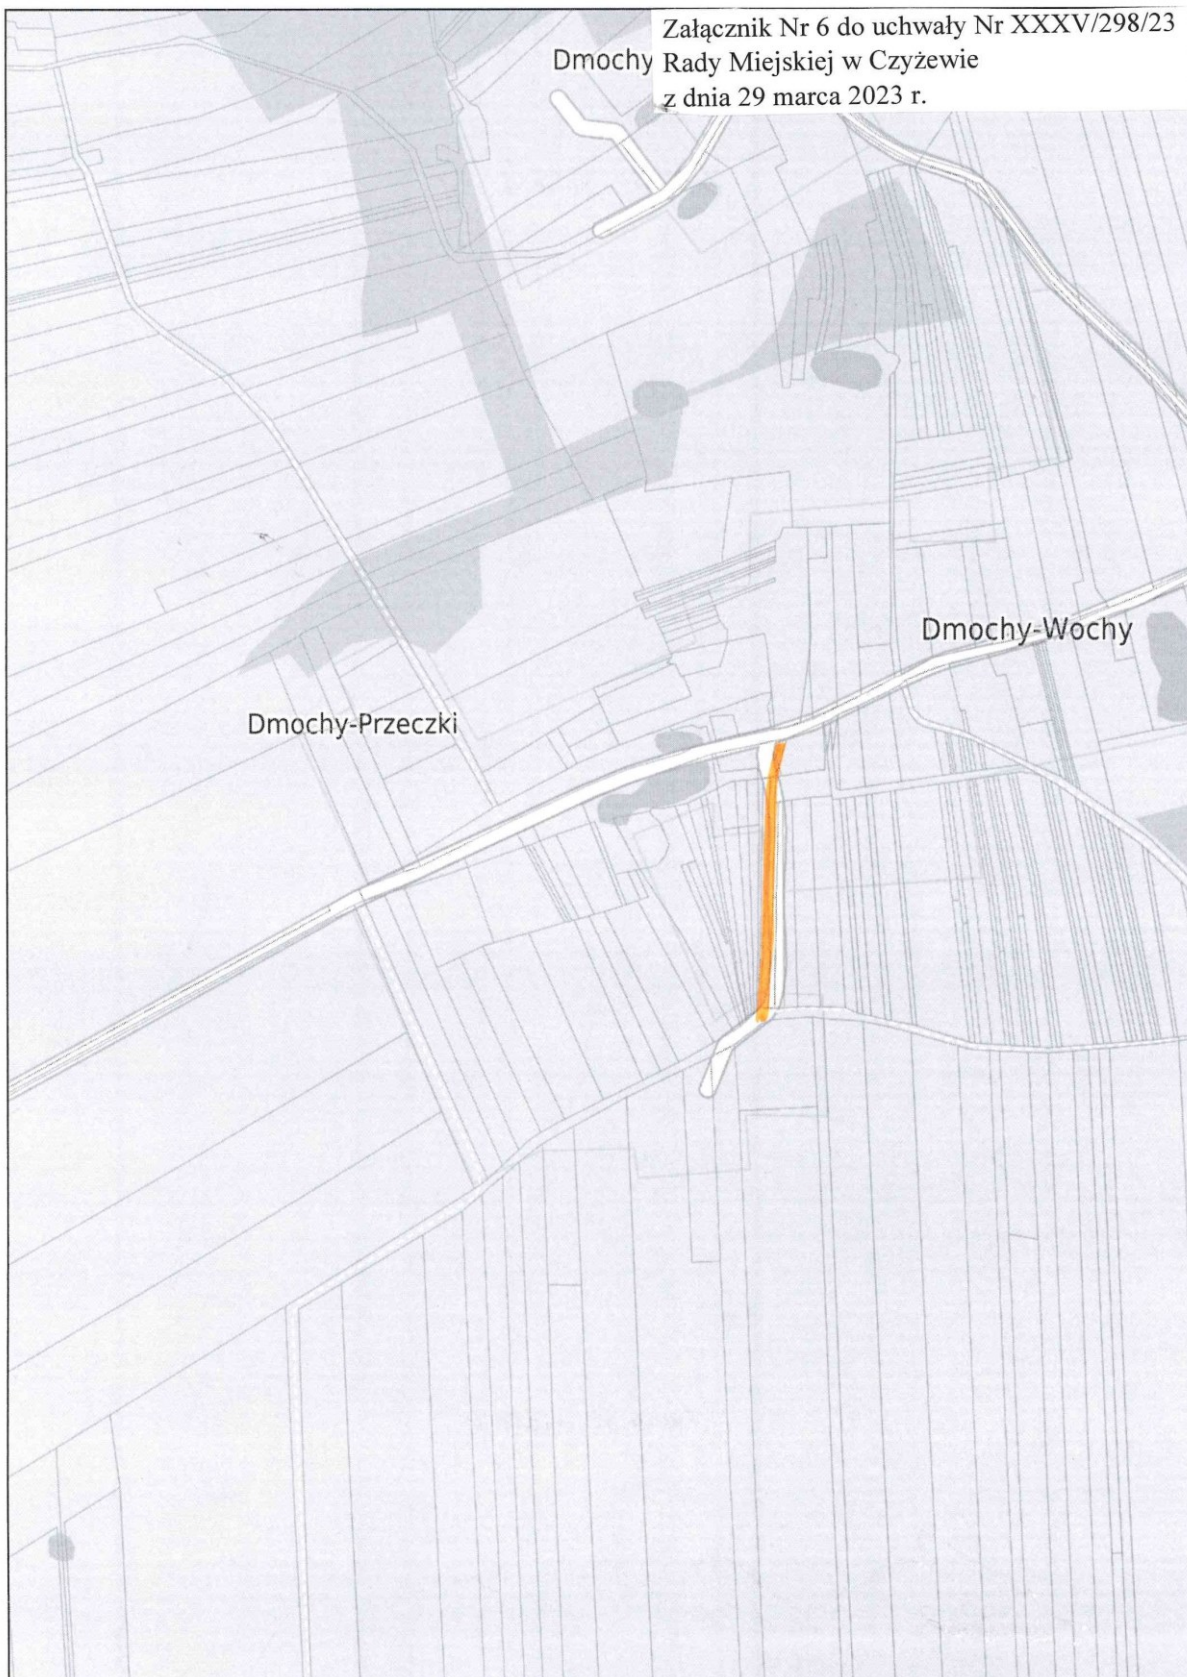 Załącznik Nr 6 do uchwały Nr XXXV/298/23
Rady Miejskiej w Czyżewie
z dnia 29 marca 2023 r.
Dmochy
Dmochy-Wochy
Dmochy-Przeczki